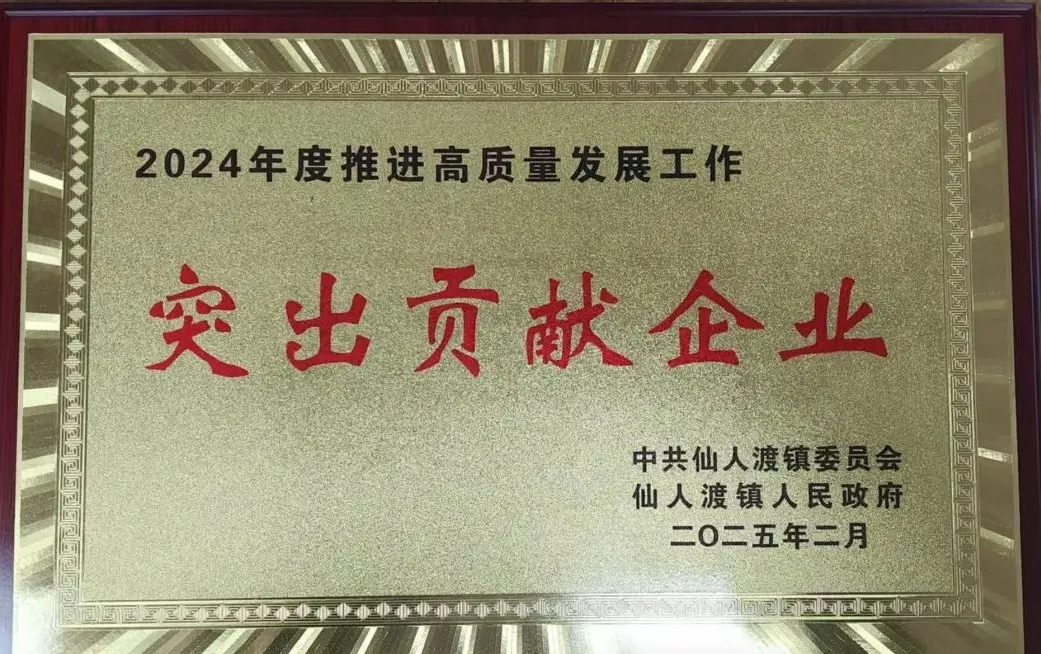 2024年度推进高质量发展工作
突出贡献企业
中共仙人渡镇委员会
仙人渡镇人民政府
二〇二五年二月